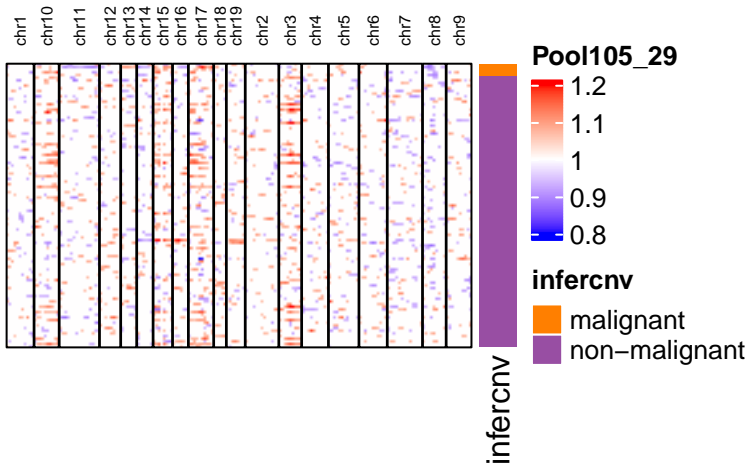 chr1
chr10
chr11
chr12
chr13
chr14
chr15
chr16
chr17
chr18
chr19
chr2
chr3
chr4
chr5
chr6
chr7
chr8
chr9
Pool105_29
1.2
1.1
1
0.9
0.8
infercnv
malignant
non−malignant
infercnv